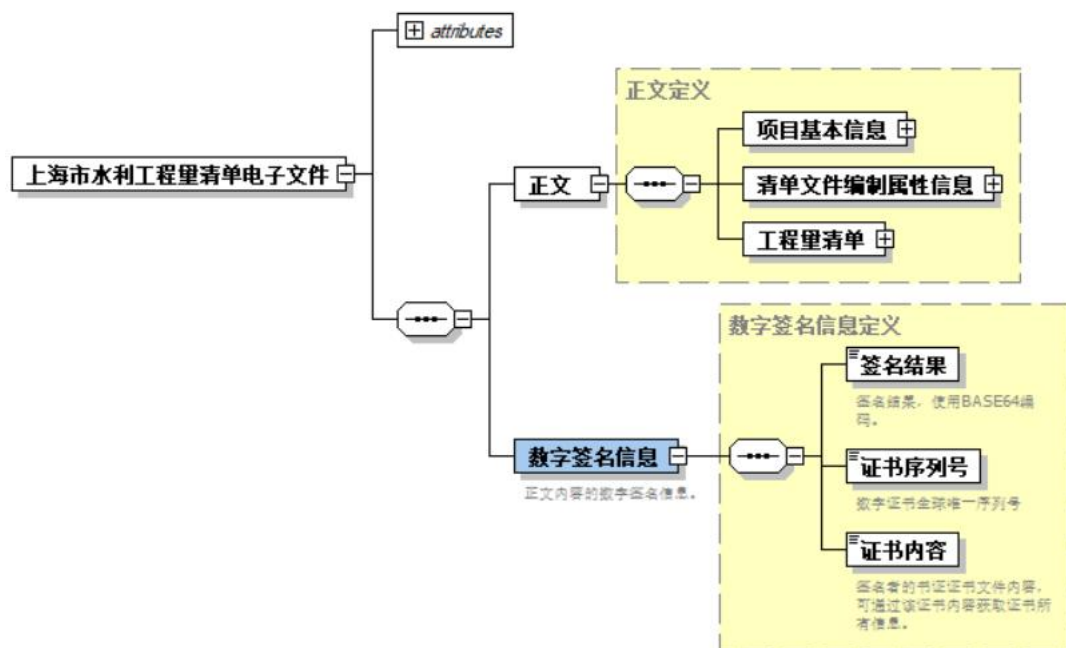 attributes
正文定义
项目基本信息
上海市水利工程量清单电子文件
正文
清单文件编制属性信息
工程量清单
数字签名信息定义
签名结果
签名结果，使用BASE64编
码。
数字签名信息
正文内容的数字签名信息。
证书序列号
数字证书全球唯一序列号
证书内容
签名者的书证证书文件内容，
可通过该证书内容获取证书所
有信息。